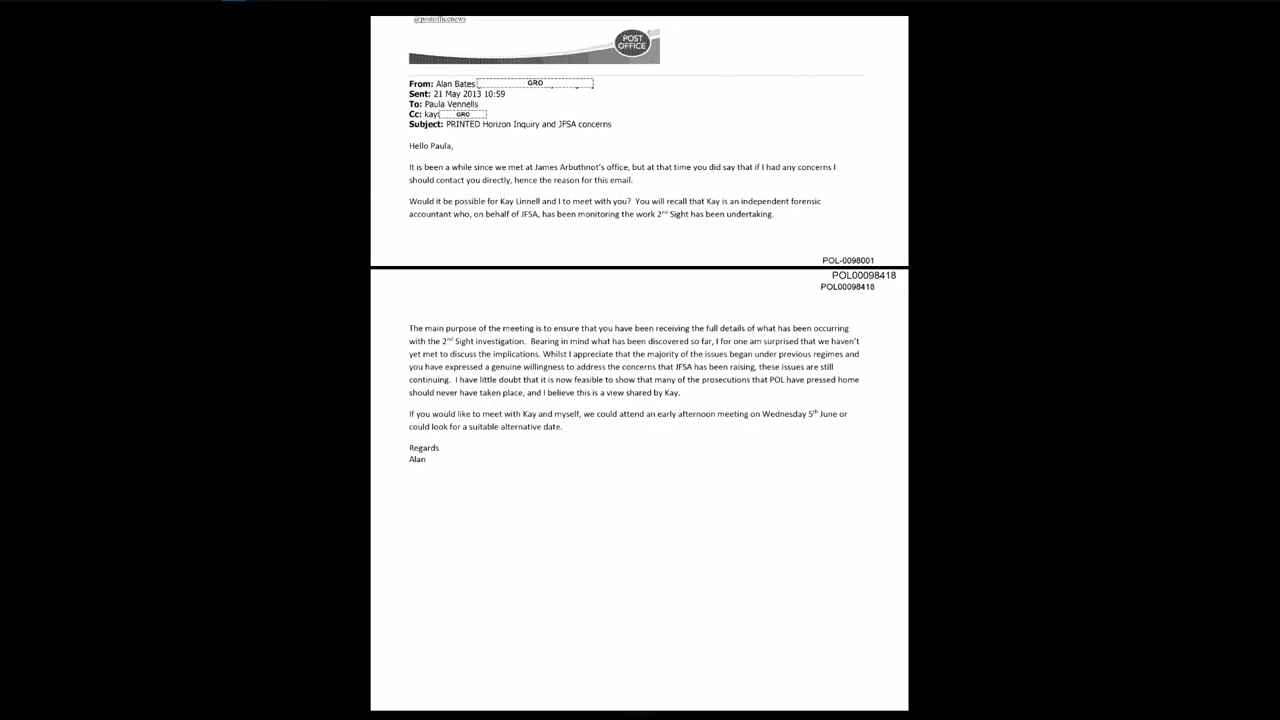 @postofficenews
POST
OFFICE
From: Alan Bates GRO
Sent: 21 May 2013 10:59
To: Paula Vennells
Cc: kay GRO
Subject: PRINTED Horizon Inquiry and JFSA concerns
Hello Paula,
It is been a while since we met at James Arbuthnot's office, but at that time you did say that if I had any concerns I
should contact you directly, hence the reason for this email.
Would it be possible for Kay Linnell and I to meet with you? You will recall that Kay is an independent forensic
accountant who, on behalf of JFSA, has been monitoring the work 2nd Sight has been undertaking.
POL-0098001
POL00098418
POL00098418
The main purpose of the meeting is to ensure that you have been receiving the full details of what has been occurring
with the 2nd Sight investigation. Bearing in mind what has been discovered so far, I for one am surprised that we haven't
yet met to discuss the implications. Whilst I appreciate that the majority of the issues began under previous regimes and
you have expressed a genuine willingness to address the concerns that JFSA has been raising, these issues are still
continuing. I have little doubt that it is now feasible to show that many of the prosecutions that POL have pressed home
should never have taken place, and I believe this is a view shared by Kay.
If you would like to meet with Kay and myself, we could attend an early afternoon meeting on Wednesday 5th June or
could look for a suitable alternative date.
Regards
Alan